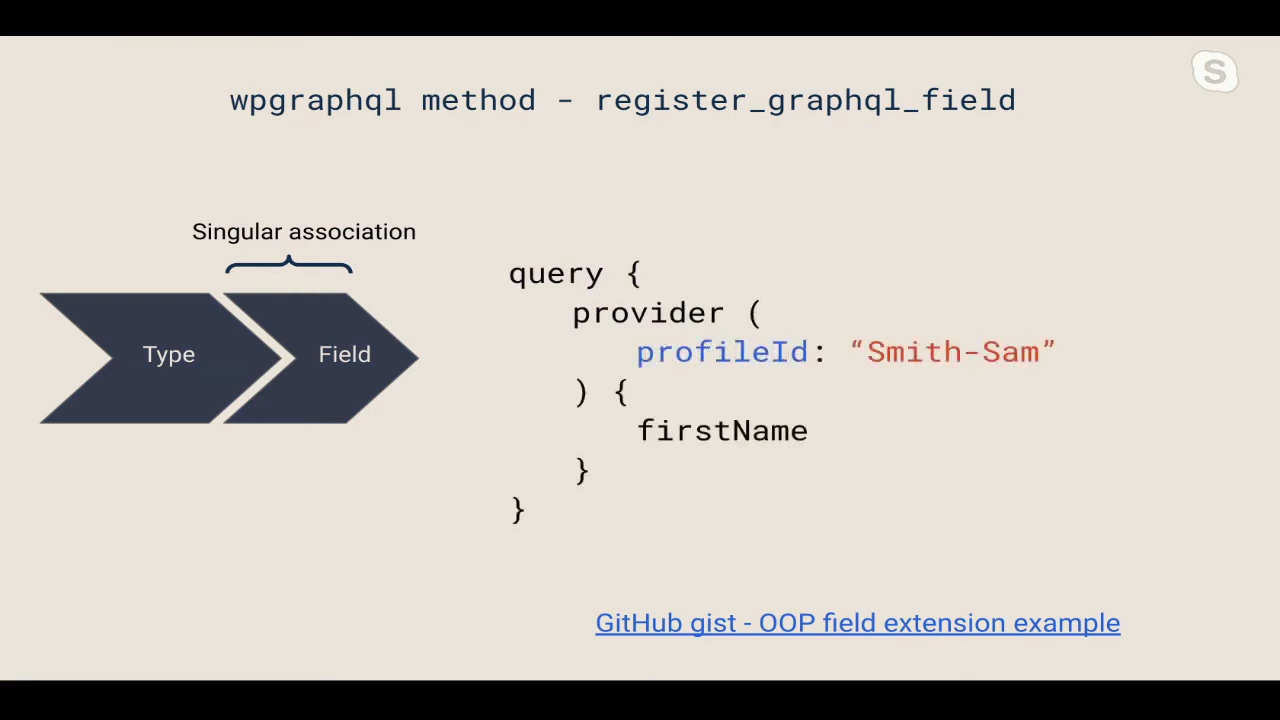 wpgraphql method - register_graphql_field
Singular association
Type
Field
query {
provider (
profileId: “Smith-Sam”
) {
firstName
}
}
GitHub gist - OOP field extension example
S